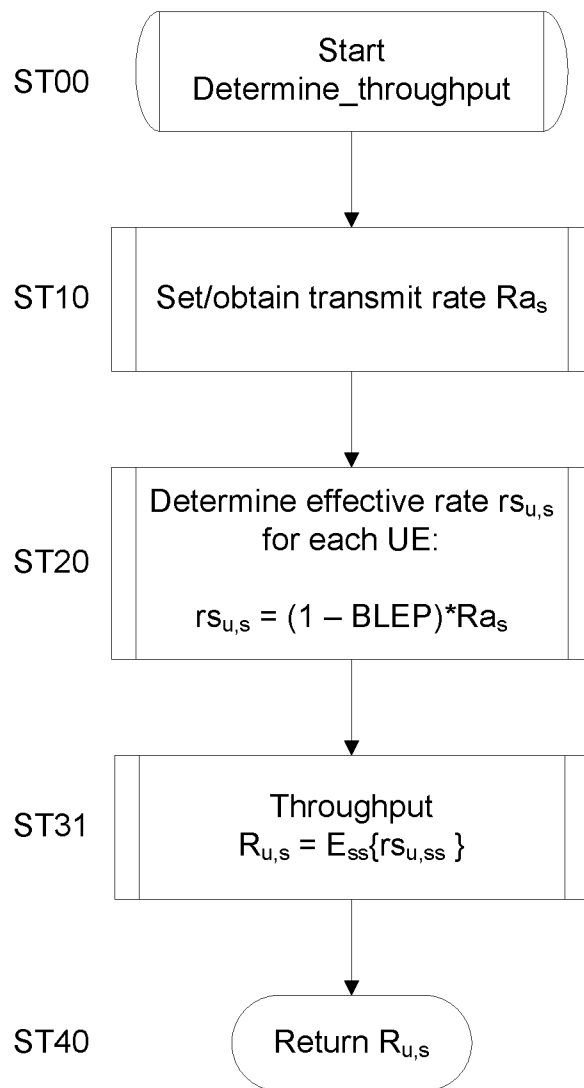 ST00
Start
Determine_throughput
ST10
Set/obtain transmit rate Raₛ
ST20
Determine effective rate rsᵤ,ₛ
for each UE:
rsᵤ,ₛ = (1 – BLEP)*Raₛ
ST31
Throughput
Rᵤ,ₛ = Eₛₛ{rsᵤ,ₛₛ }
ST40
Return Rᵤ,ₛ